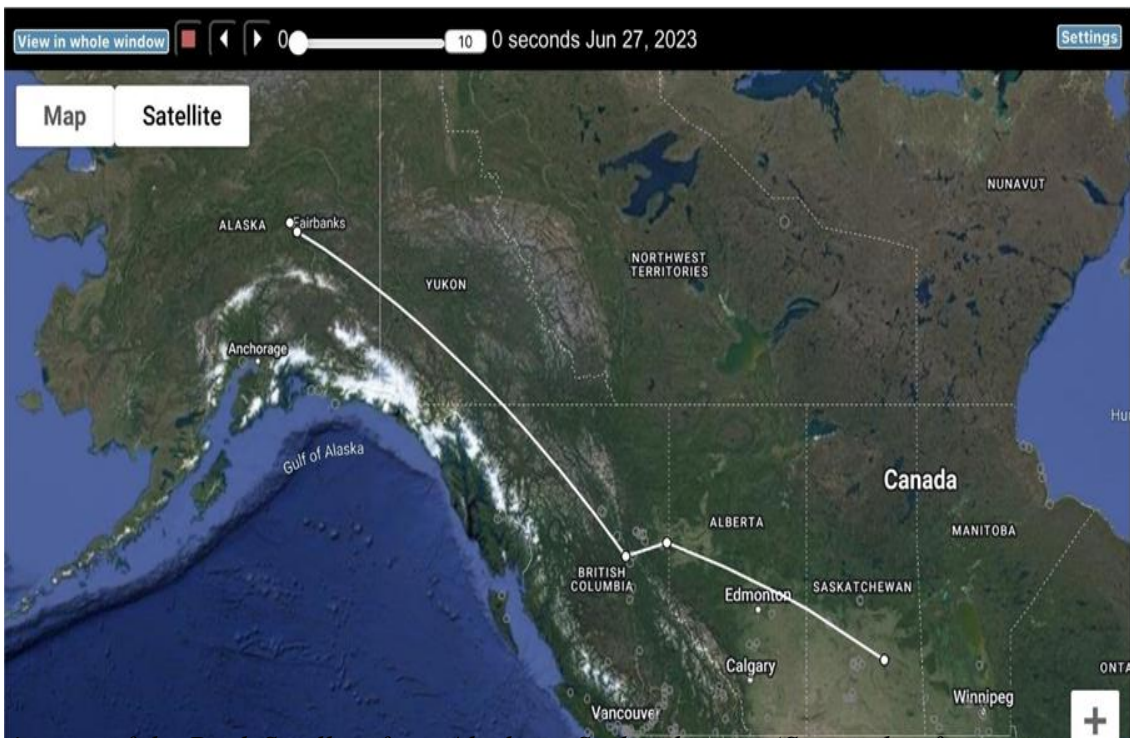 View in whole window 0 10 0 seconds Jun 27, 2023 Settings
Map Satellite
NUNAVUT
ALASKA Fairbanks
NORTHWEST
TERRITORIES
YUKON
Anchorage
Gulf of Alaska
Canada
ALBERTA
MANITOBA
BRITISH
COLUMBIA
SASKATCHEWAN
Edmonton
Calgary
Winnipeg
Vancouver
+